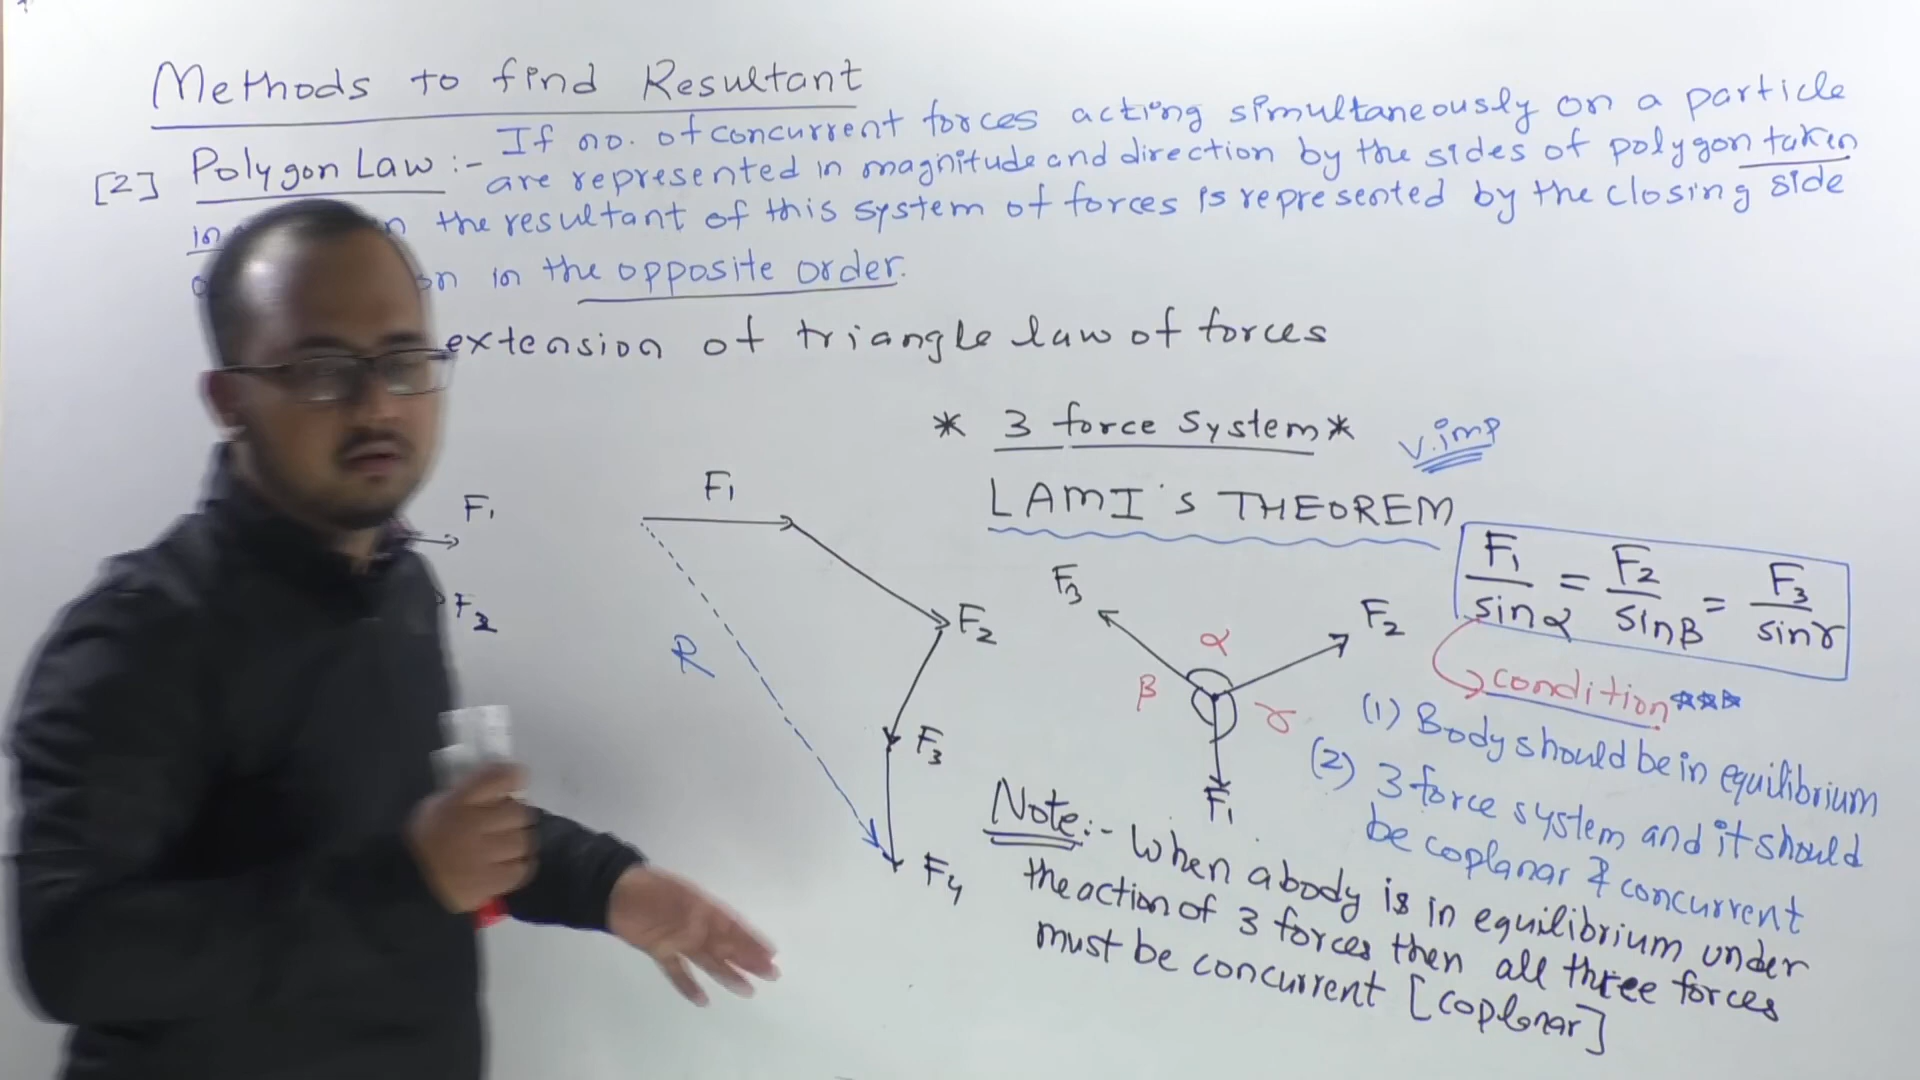 Methods to find Resultant
[2] Polygon Law :- If no. of concurrent forces acting simultaneously on a particle
are represented in magnitude and direction by the sides of polygon taken
in the resultant of this system of forces is represented by the closing side
in the opposite order.
extension of triangle law of forces
* 3 force System *
v.imp
LAMI's THEOREM
F1
F2
F1
F2
F3
F4
R
F3
F2
F1
α
β
γ
F1/sinα = F2/sinβ = F3/sinγ
condition ***
(1) Body should be in equilibrium
(2) 3 force system and it should
be coplanar & concurrent
Note:- When a body is in equilibrium under
the action of 3 forces then all three forces
must be concurrent [coplanar]